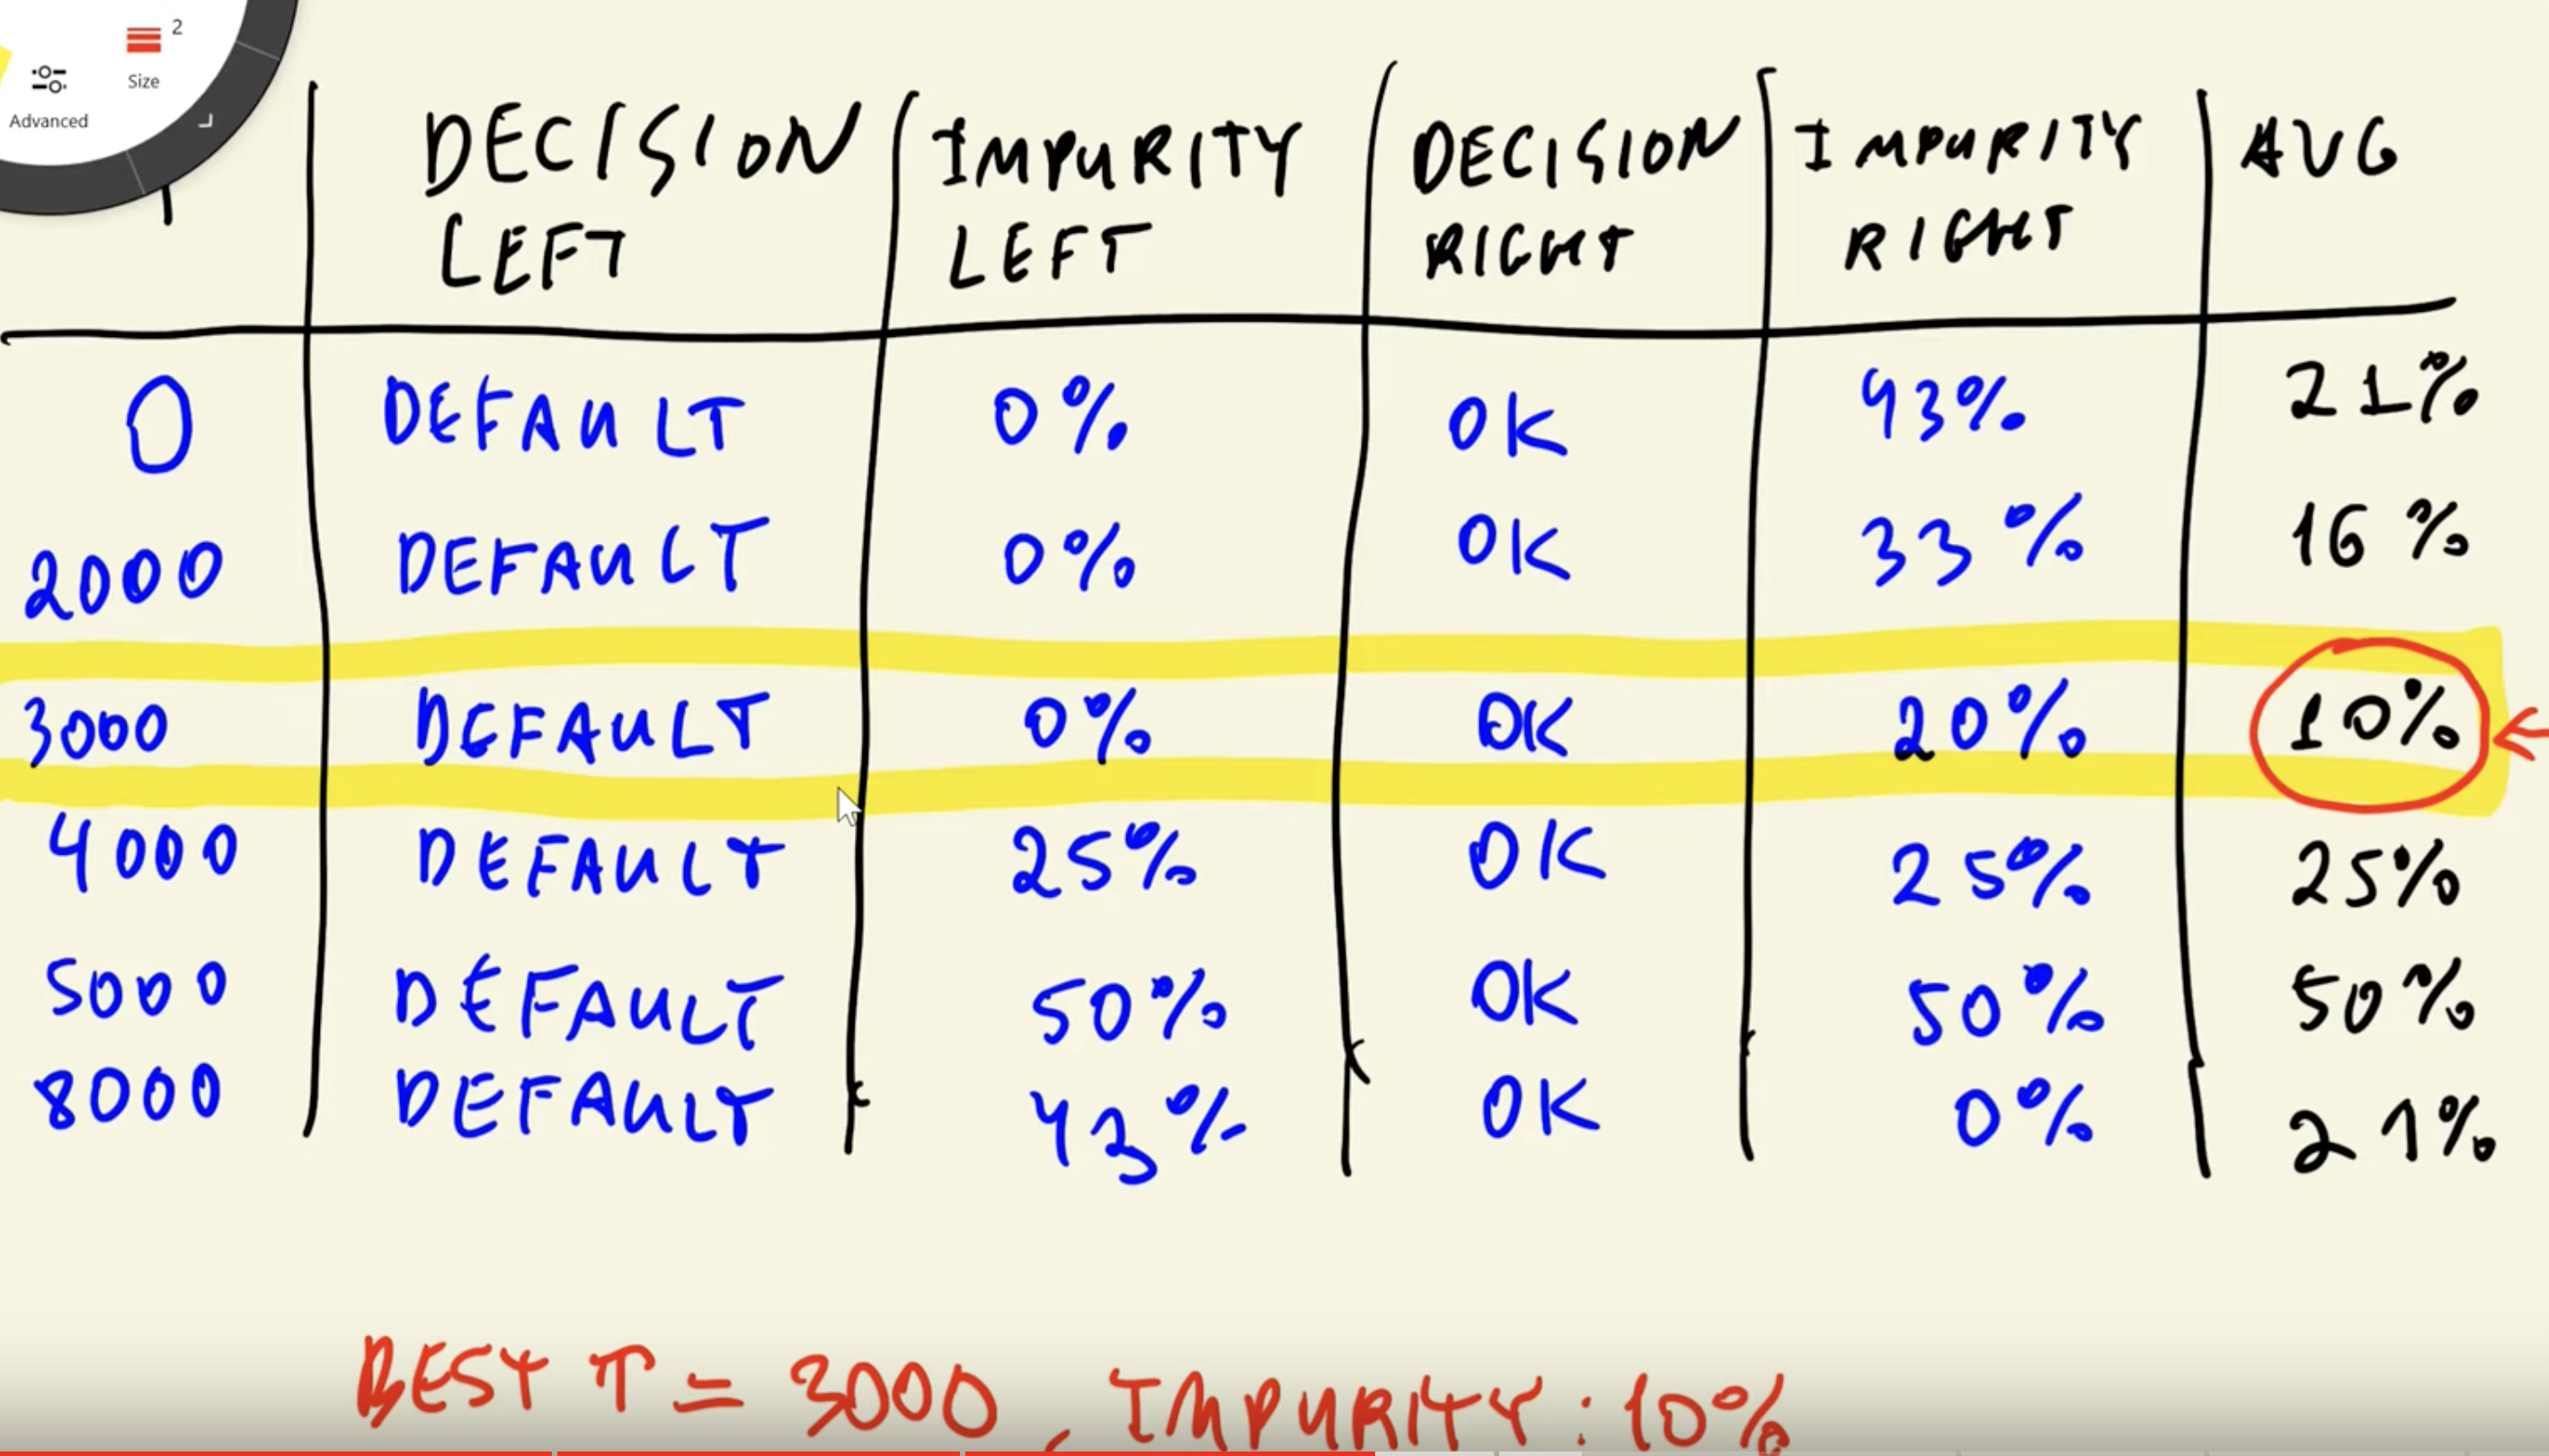 2
Size
Advanced
T DECISION LEFT IMPURITY LEFT DECISION RIGHT IMPURITY RIGHT AVG
0 DEFAULT 0% OK 43% 21%
2000 DEFAULT 0% OK 33% 16%
3000 DEFAULT 0% OK 20% 10%
4000 DEFAULT 25% OK 25% 25%
5000 DEFAULT 50% OK 50% 50%
8000 DEFAULT 43% OK 0% 21%
BEST T = 3000, IMPURITY: 10%